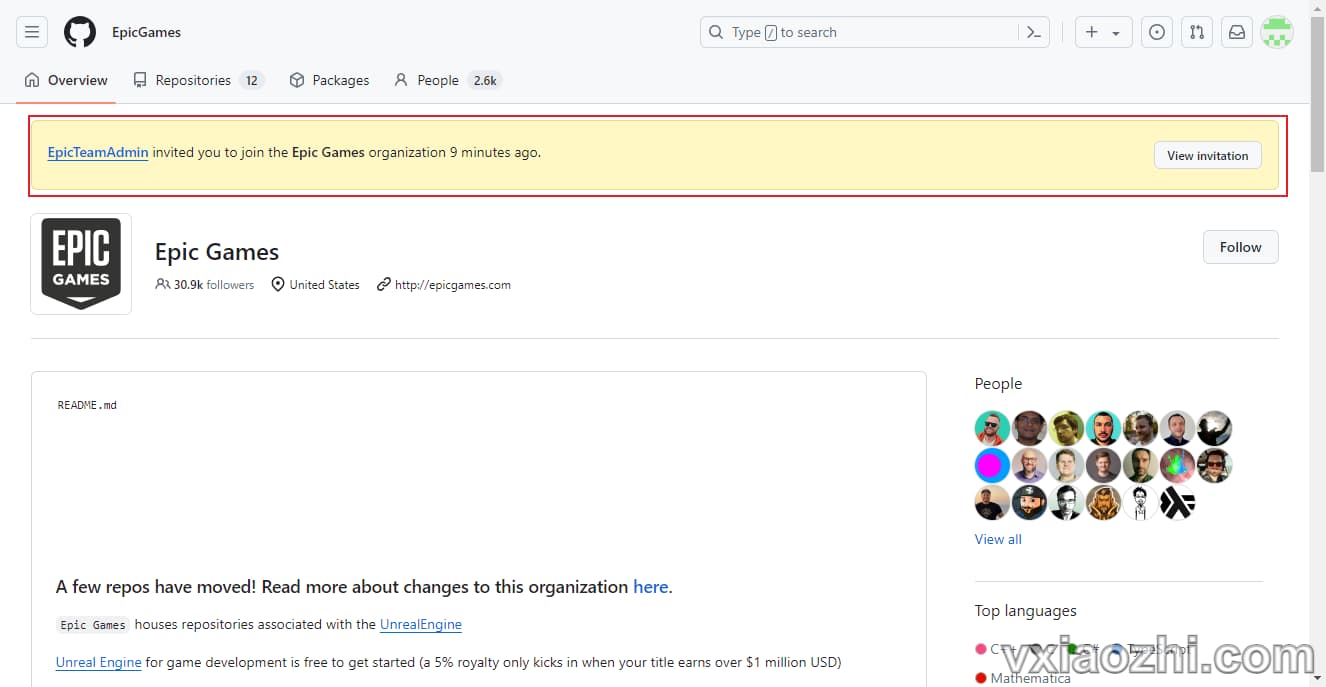 EpicGames
Type / to search
Overview
Repositories 12
Packages
People 2.6k
EpicTeamAdmin invited you to join the Epic Games organization 9 minutes ago.
View invitation
EPIC
GAMES
Epic Games
Follow
30.9k followers
United States
http://epicgames.com
README.md
A few repos have moved! Read more about changes to this organization here.
Epic Games houses repositories associated with the UnrealEngine
Unreal Engine for game development is free to get started (a 5% royalty only kicks in when your title earns over $1 million USD)
People
View all
Top languages
C++ C C# TypeScript
Mathematica
vxiaozhi.com